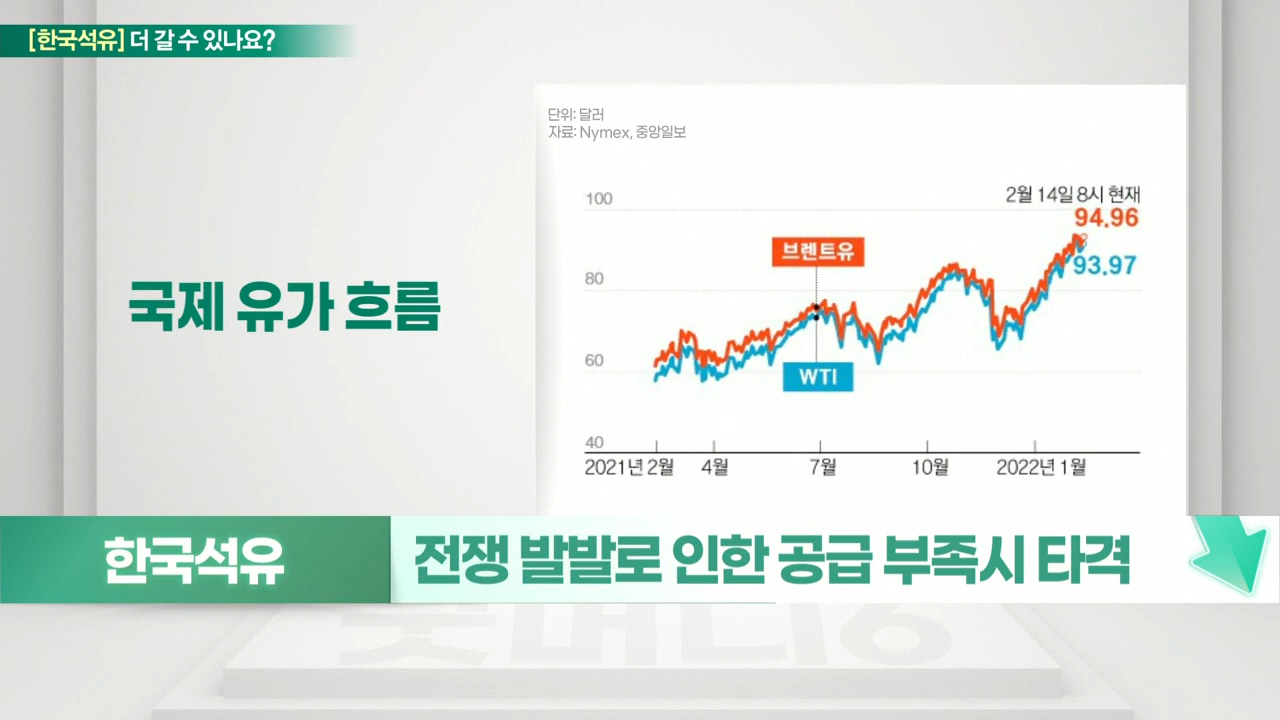 [한국석유] 더 갈 수 있나요?
단위: 달러
자료: Nymex, 중앙일보
국제 유가 흐름
2월 14일 8시 현재
94.96
93.97
브렌트유
WTI
100
80
60
40
2021년 2월 4월 7월 10월 2022년 1월
한국석유
전쟁 발발로 인한 공급 부족시 타격